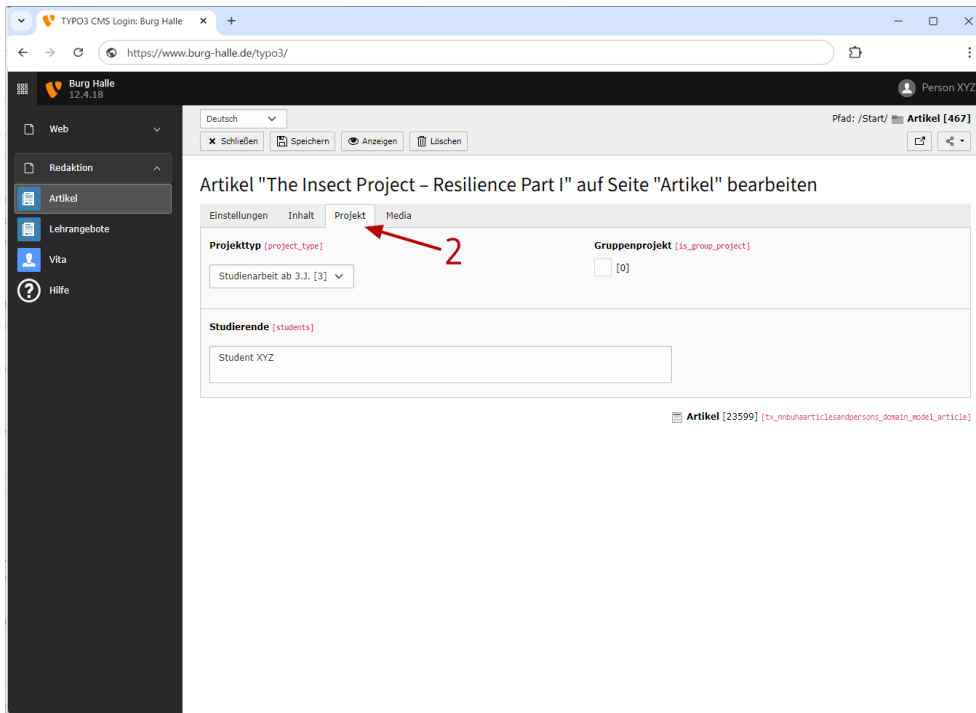 TYPO3 CMS Login: Burg Halle
https://www.burg-halle.de/typo3/
Burg Halle
12.4.18
Person XYZ
Web
Redaktion
Artikel
Lehrangebote
Vita
Hilfe
Deutsch
Pfad: /Start/ Artikel [467]
Schließen Speichern Anzeigen Löschen
Artikel "The Insect Project – Resilience Part I" auf Seite "Artikel" bearbeiten
Einstellungen Inhalt Projekt Media
2
Projekttyp [project_type] Gruppenprojekt [is_group_project]
Studienarbeit ab 3.J. [3] [0]
Studierende [students]
Student XYZ
Artikel [23599] [tx_nnbuhaarticlesandpersons_domain_model_article]